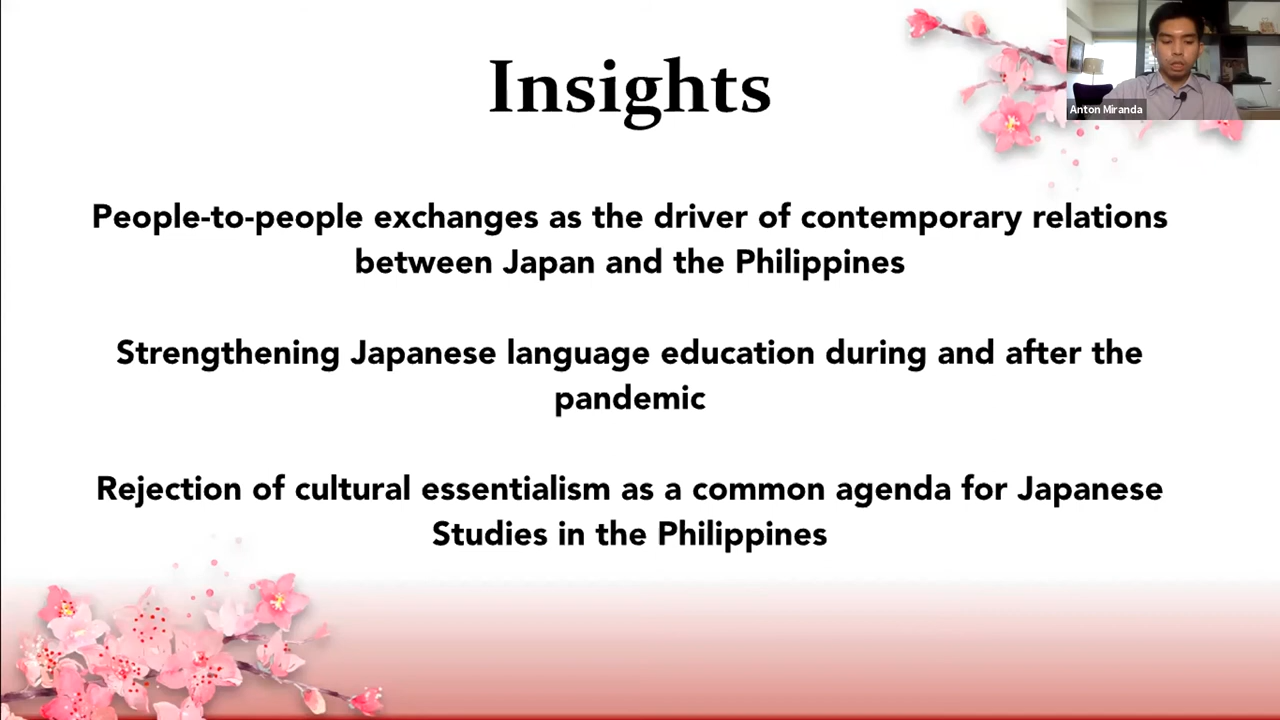 Insights
Anton Miranda
People-to-people exchanges as the driver of contemporary relations
between Japan and the Philippines
Strengthening Japanese language education during and after the
pandemic
Rejection of cultural essentialism as a common agenda for Japanese
Studies in the Philippines